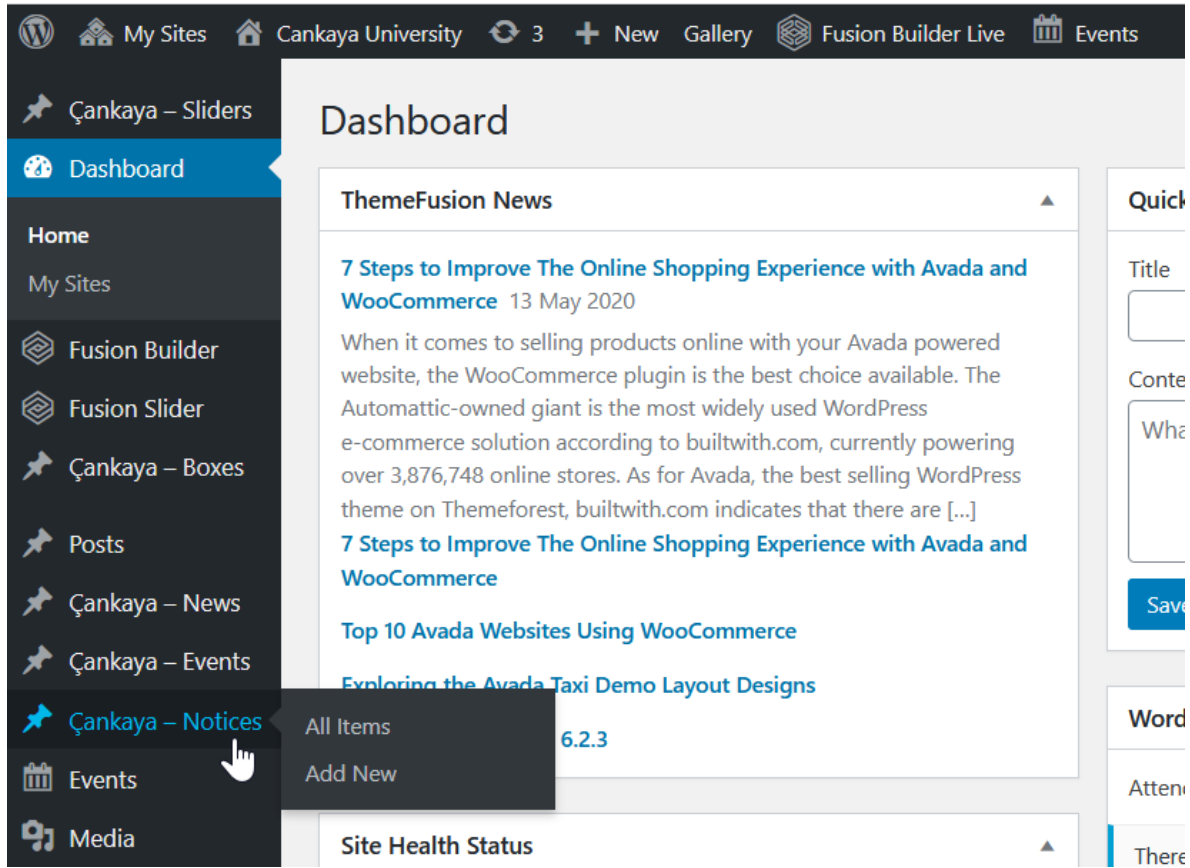 My Sites Cankaya University 3 New Gallery Fusion Builder Live Events
Çankaya – Sliders
Dashboard
Home
My Sites
Fusion Builder
Fusion Slider
Çankaya – Boxes
Posts
Çankaya – News
Çankaya – Events
Çankaya – Notices
Events
Media
All Items
Add New
Dashboard
ThemeFusion News
7 Steps to Improve The Online Shopping Experience with Avada and
WooCommerce 13 May 2020
When it comes to selling products online with your Avada powered
website, the WooCommerce plugin is the best choice available. The
Automattic-owned giant is the most widely used WordPress
e-commerce solution according to builtwith.com, currently powering
over 3,876,748 online stores. As for Avada, the best selling WordPress
theme on Themeforest, builtwith.com indicates that there are [...]
7 Steps to Improve The Online Shopping Experience with Avada and
WooCommerce
Top 10 Avada Websites Using WooCommerce
Exploring the Avada Taxi Demo Layout Designs
6.2.3
Site Health Status
Quick
Title
Conte
Wha
Save
Word
Atten
There